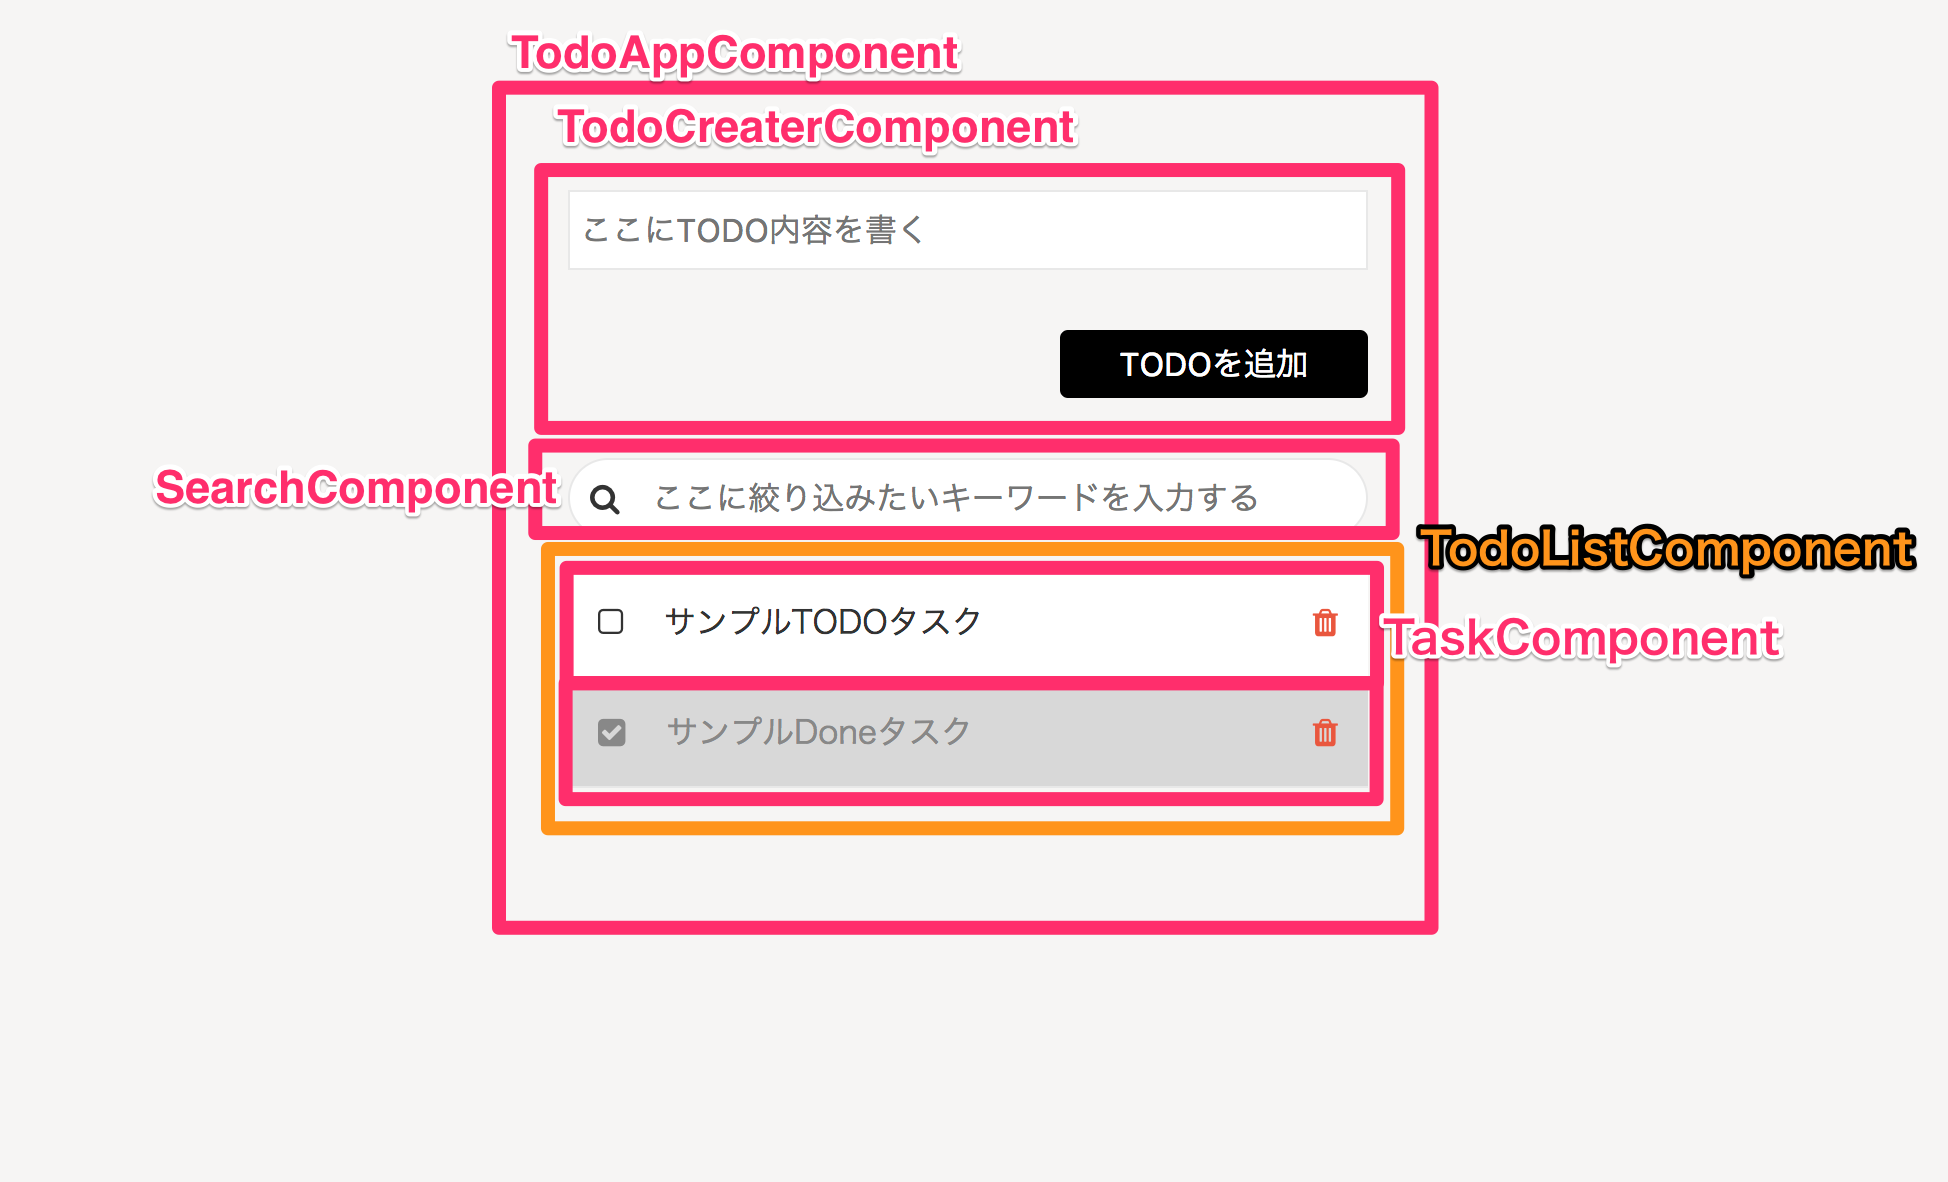 TodoAppComponent
TodoCreaterComponent
ここにTODO内容を書く
TODOを追加
SearchComponent
ここに絞り込みたいキーワードを入力する
TodoListComponent
サンプルTODOタスク
TaskComponent
サンプルDoneタスク